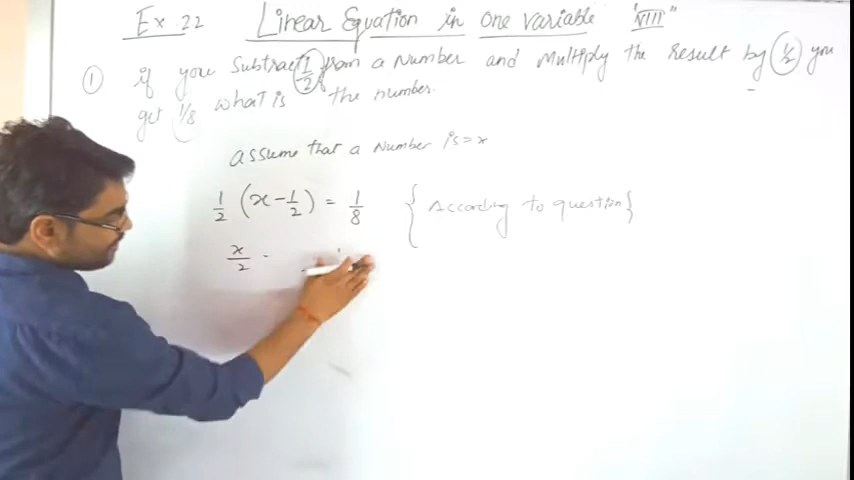 Ex. 22 Linear Equation in one variable "VIII"
① if you Subtract 1/2 from a Number and Multiply the Result by 1/2 you
get 1/8 what is the number.
assume that a Number is = x
1/2 (x - 1/2) = 1/8 { According to question }
x/2 -